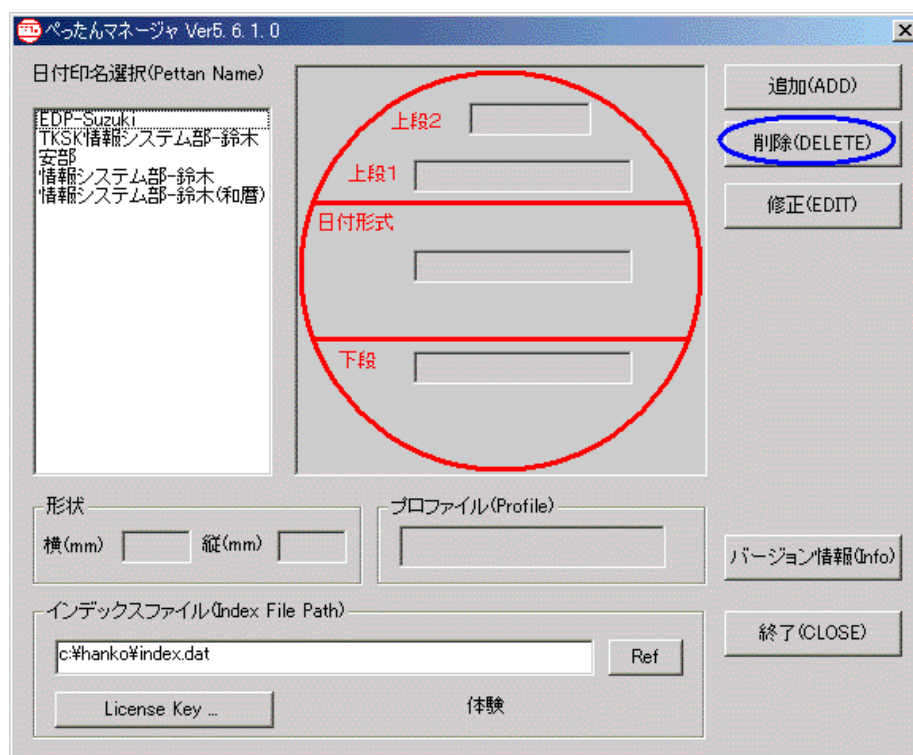 ぺったんマネージャ Ver5. 6. 1. 0
日付印名選択(Pettan Name)
EDP-Suzuki
TKSK情報システム部-鈴木
安部
情報システム部-鈴木
情報システム部-鈴木(和暦)
上段2
上段1
日付形式
下段
追加(ADD)
削除(DELETE)
修正(EDIT)
形状
横(mm)
縦(mm)
プロファイル(Profile)
バージョン情報(Info)
インデックスファイル(Index File Path)
c:¥hanko¥index.dat
Ref
終了(CLOSE)
License Key ...
体験